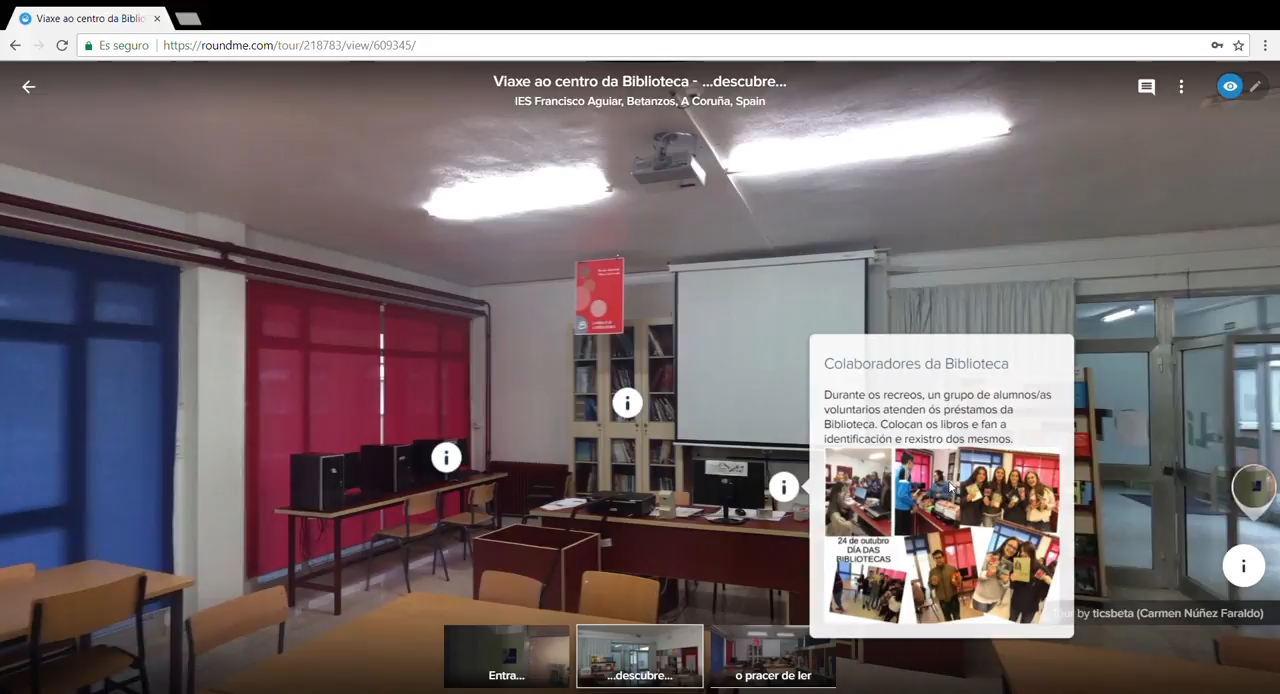 Viaxe ao centro da Biblio
Es seguro
https://roundme.com/tour/218783/view/609345/
Viaxe ao centro da Biblioteca - ...descubre...
IES Francisco Aguiar, Betanzos, A Coruña, Spain
Colaboradores da Biblioteca
Durante os recreos, un grupo de alumnos/as
voluntarios atenden ós préstamos da
Biblioteca. Colocan os libros e fan a
identificación e rexistro dos mesmos.
24 de outubro
DÍA DAS
BIBLIOTECAS
Tour by ticsbeta (Carmen Núñez Faraldo)
Entra...
...descubre...
o pracer de ler